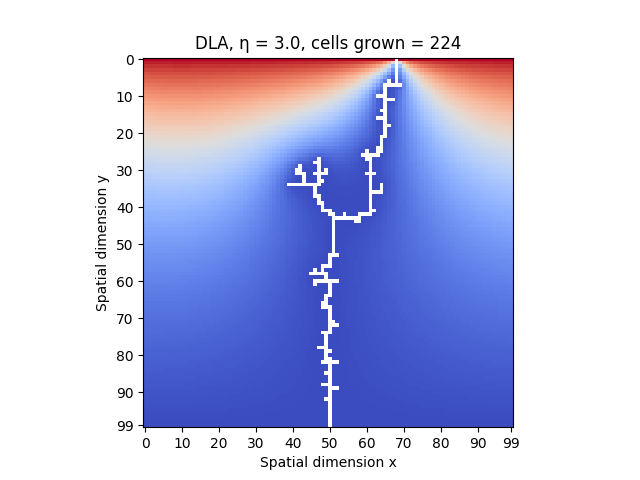 DLA, η = 3.0, cells grown = 224
0
10
20
30
40
50
60
70
80
90
99
Spatial dimension y
0 10 20 30 40 50 60 70 80 90 99
Spatial dimension x